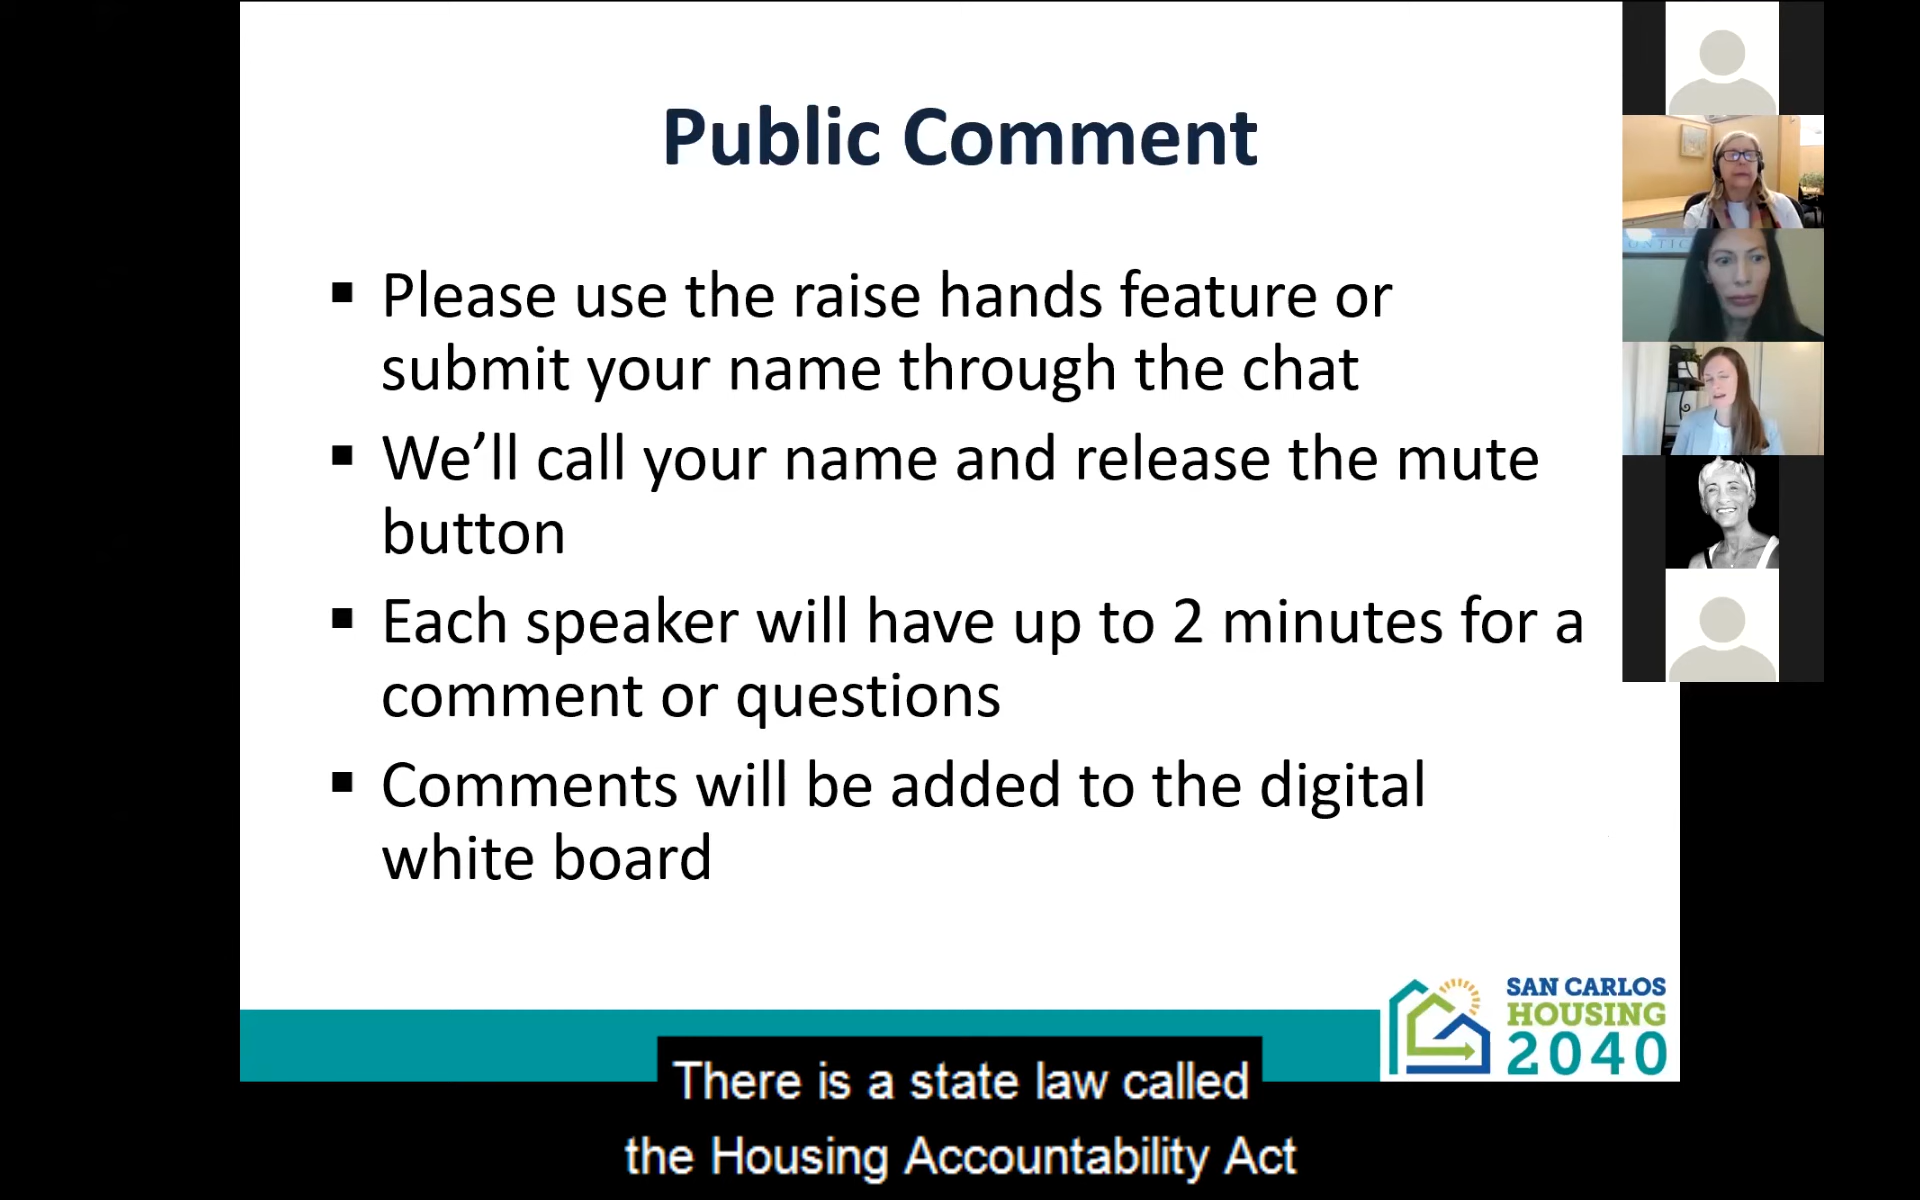 Public Comment
▪ Please use the raise hands feature or
submit your name through the chat
▪ We’ll call your name and release the mute
button
▪ Each speaker will have up to 2 minutes for a
comment or questions
▪ Comments will be added to the digital
white board
SAN CARLOS
HOUSING
2040
There is a state law called
the Housing Accountability Act